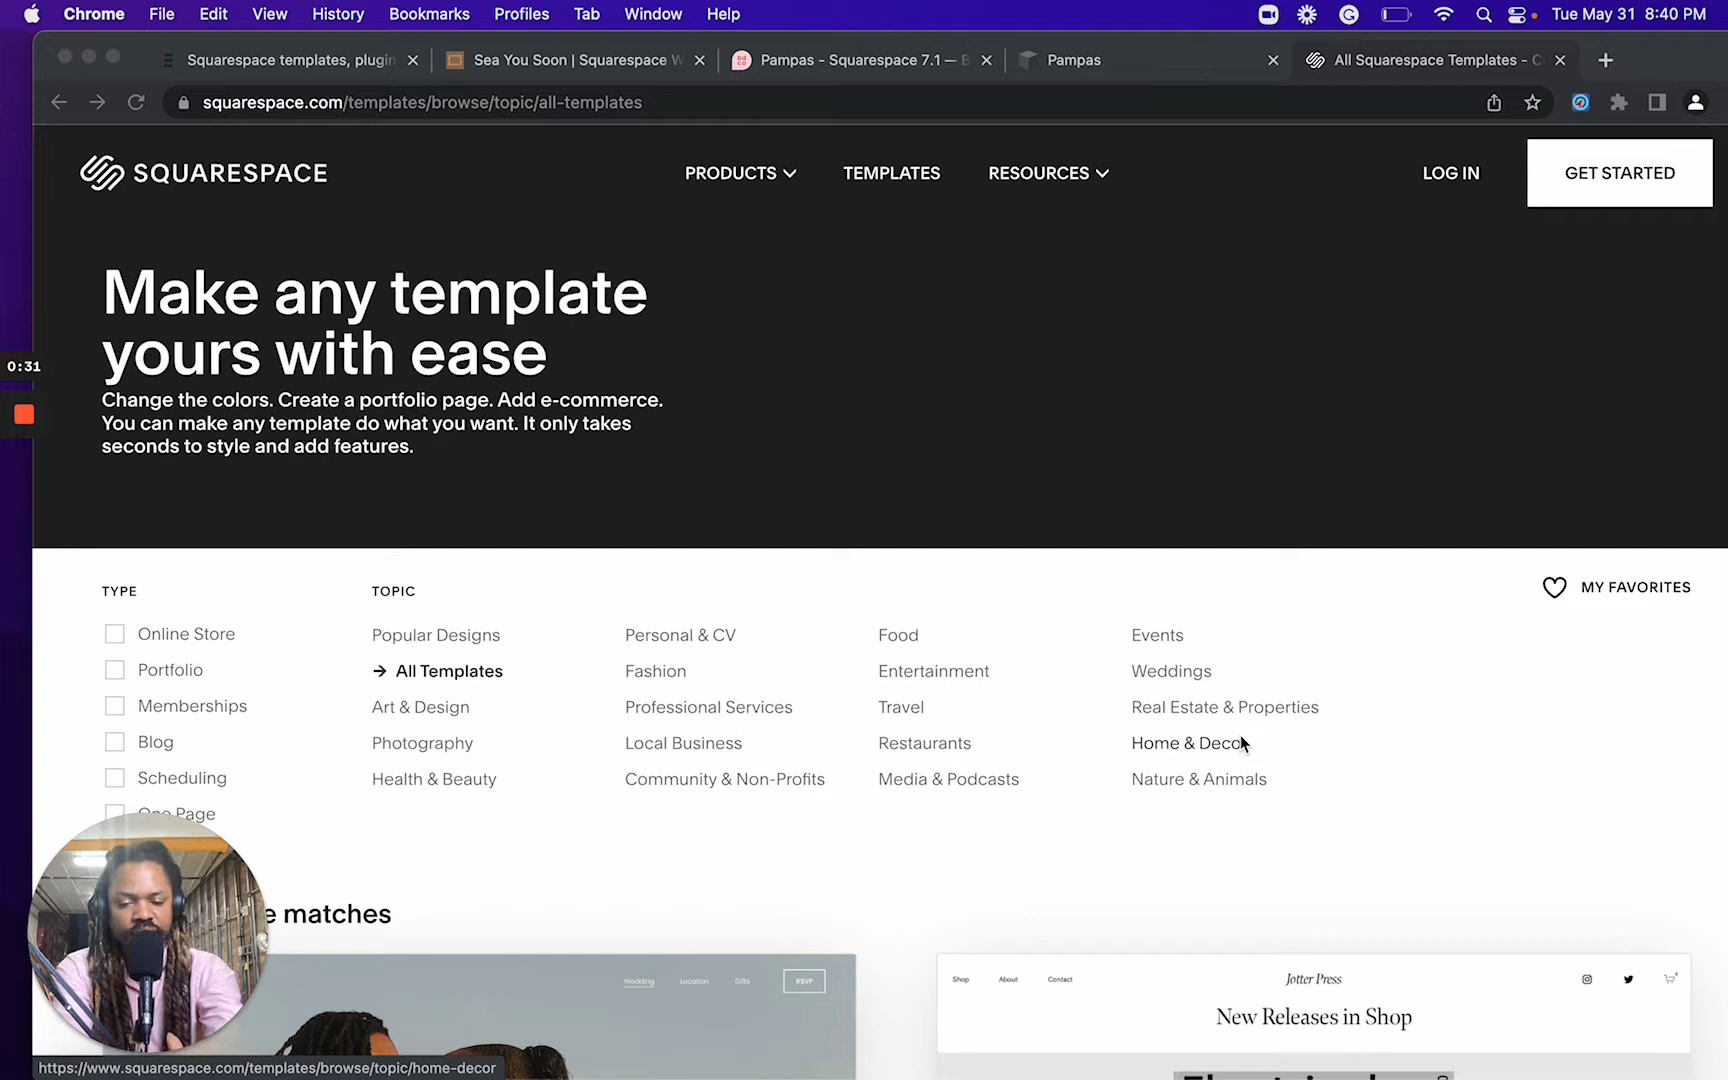 Chrome File Edit View History Bookmarks Profiles Tab Window Help Tue May 31 8:40 PM
Squarespace templates, plugin Sea You Soon | Squarespace W Pampas - Squarespace 7.1 — B Pampas All Squarespace Templates - C
squarespace.com/templates/browse/topic/all-templates
SQUARESPACE PRODUCTS TEMPLATES RESOURCES LOG IN GET STARTED
Make any template
yours with ease
0:31
Change the colors. Create a portfolio page. Add e-commerce.
You can make any template do what you want. It only takes
seconds to style and add features.
TYPE TOPIC MY FAVORITES
Online Store Popular Designs Personal & CV Food Events
Portfolio → All Templates Fashion Entertainment Weddings
Memberships Art & Design Professional Services Travel Real Estate & Properties
Blog Photography Local Business Restaurants Home & Decor
Scheduling Health & Beauty Community & Non-Profits Media & Podcasts Nature & Animals
One Page
e matches
Wedding Location Gifts RSVP
Shop About Contact Jotter Press
New Releases in Shop
https://www.squarespace.com/templates/browse/topic/home-decor